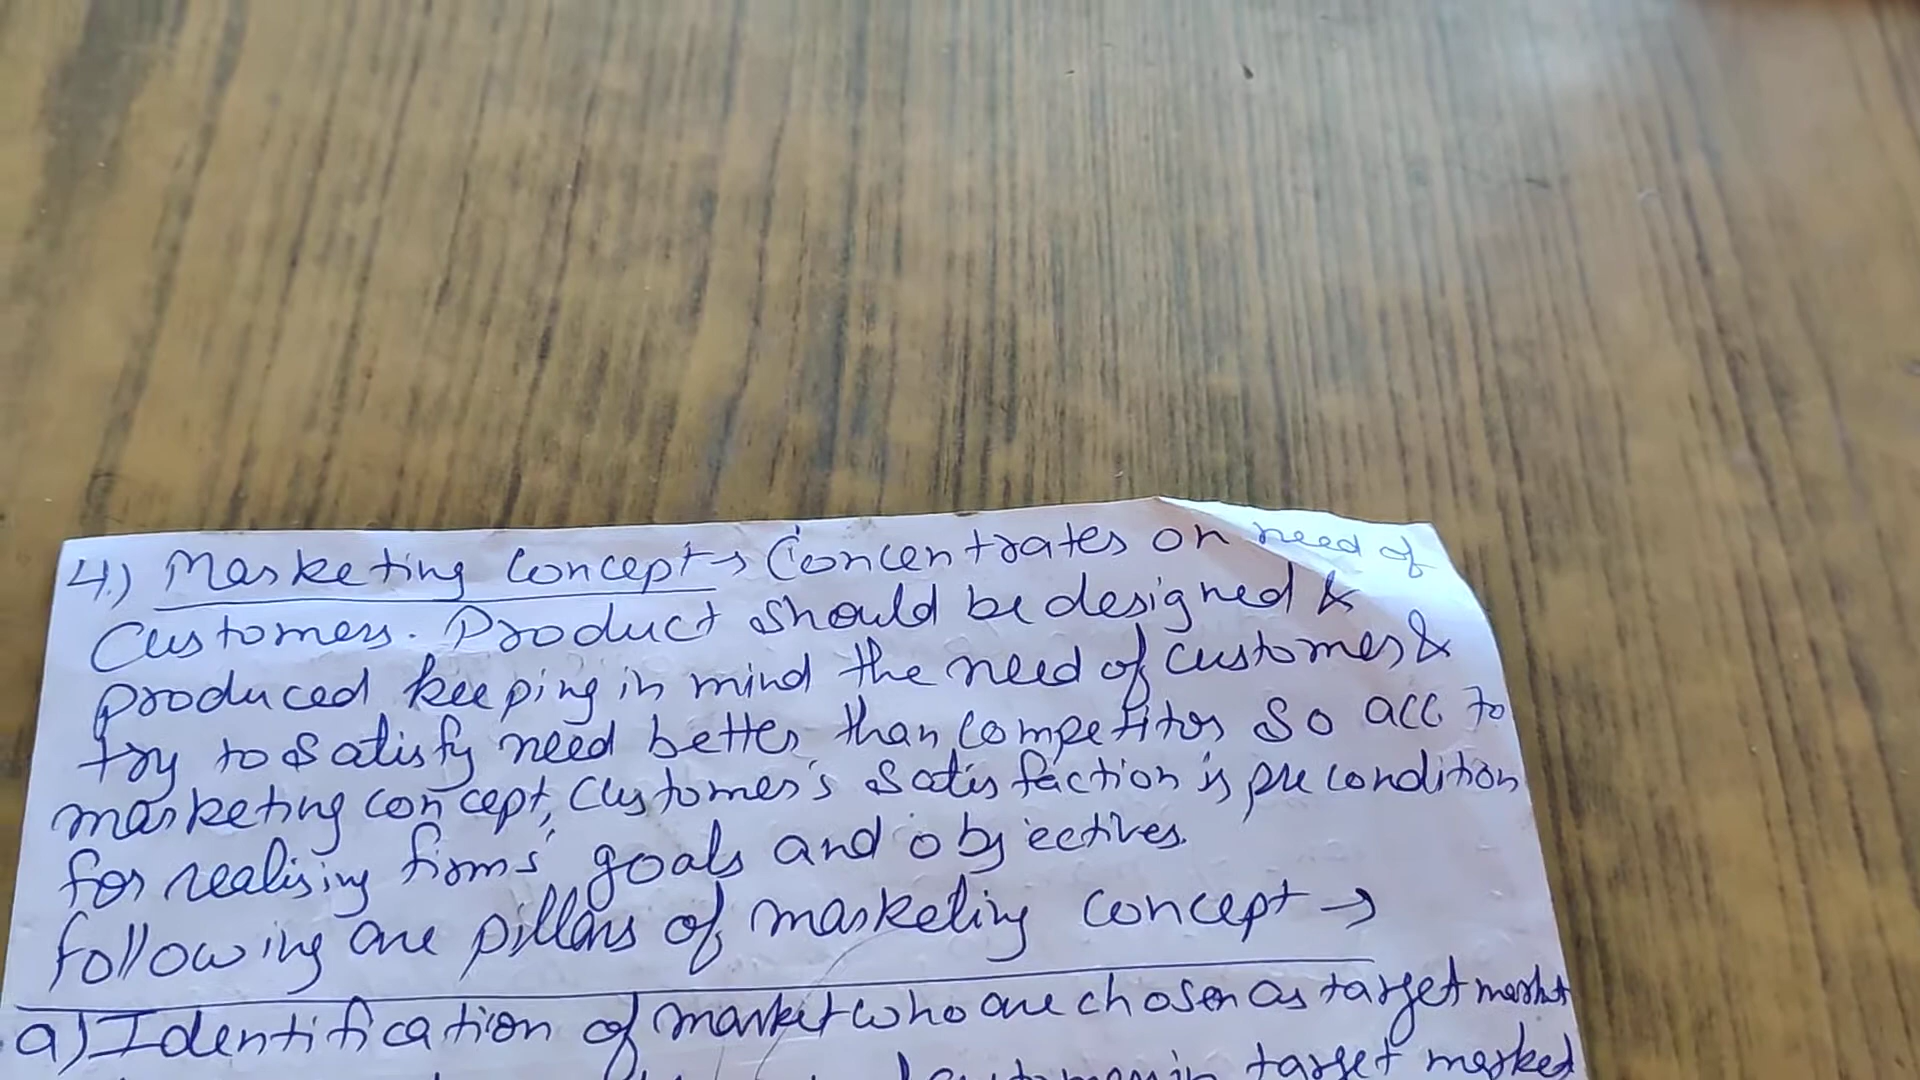 4.) Marketing Concept → Concentrates on need of
Customers. Product should be designed &
produced keeping in mind the need of customers &
try to satisfy need better than competitor So acc to
marketing concept, Customer's satisfaction is pre condition
for realising firms' goals and objectives.
following are pillars of marketing concept →
a) Identification of market who are chosen as target market
target market